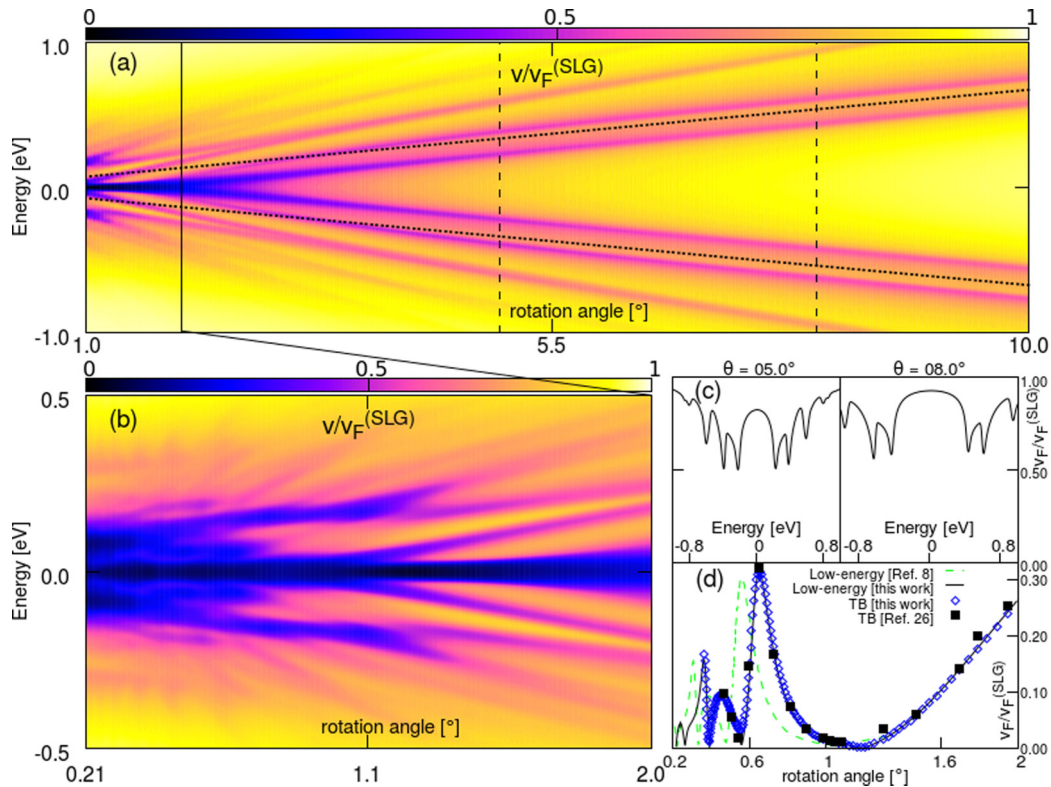 0 0.5 1
(a)
v/vF(SLG)
1.0
0.0
-1.0
Energy [eV]
rotation angle [°]
1.0 5.5 10.0
0 0.5 1
(b)
v/vF(SLG)
0.5
0.0
-0.5
Energy [eV]
rotation angle [°]
0.21 1.1 2.0
θ = 05.0° θ = 08.0°
(c)
1.00
0.50
0.00
vF/vF(SLG)
Energy [eV] Energy [eV]
-0.8 0 0.8 -0.8 0 0.8
(d)
Low-energy [Ref. 8]
Low-energy [this work]
TB [this work]
TB [Ref. 26]
0.30
0.20
0.10
0.00
vF/vF(SLG)
0.2 0.6 1 1.6 2
rotation angle [°]